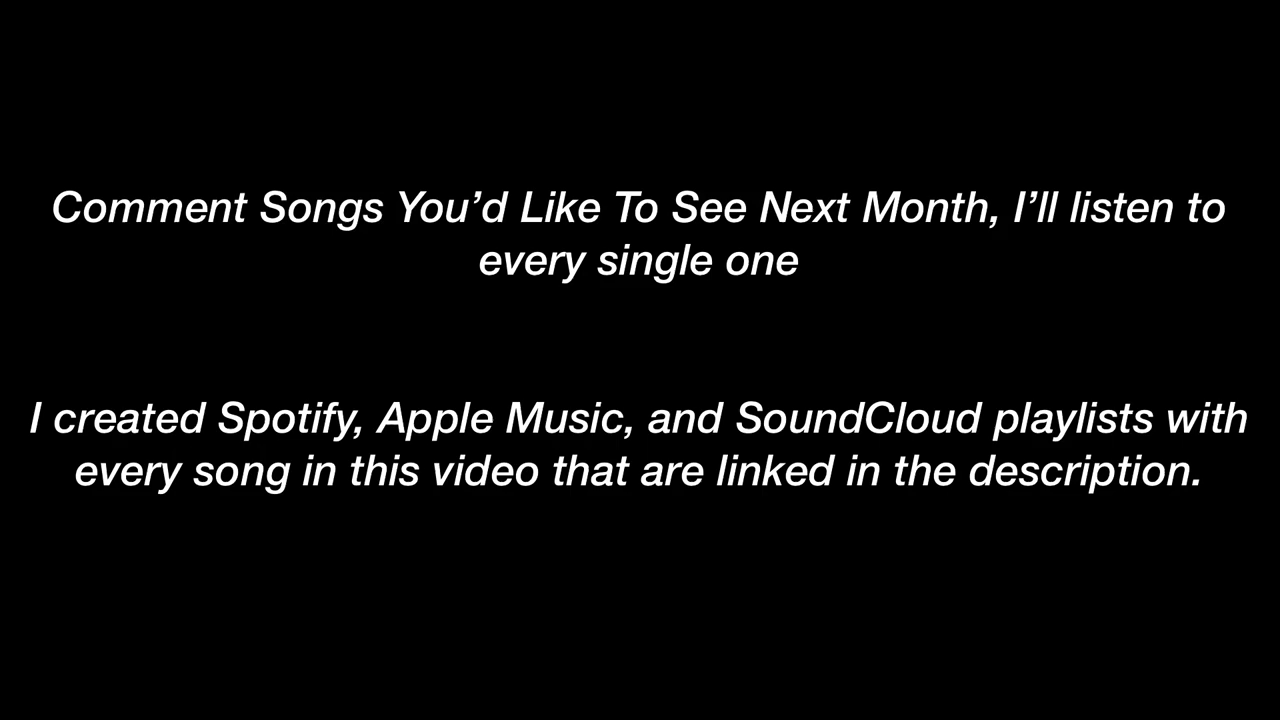 Comment Songs You’d Like To See Next Month, I’ll listen to
every single one
I created Spotify, Apple Music, and SoundCloud playlists with
every song in this video that are linked in the description.